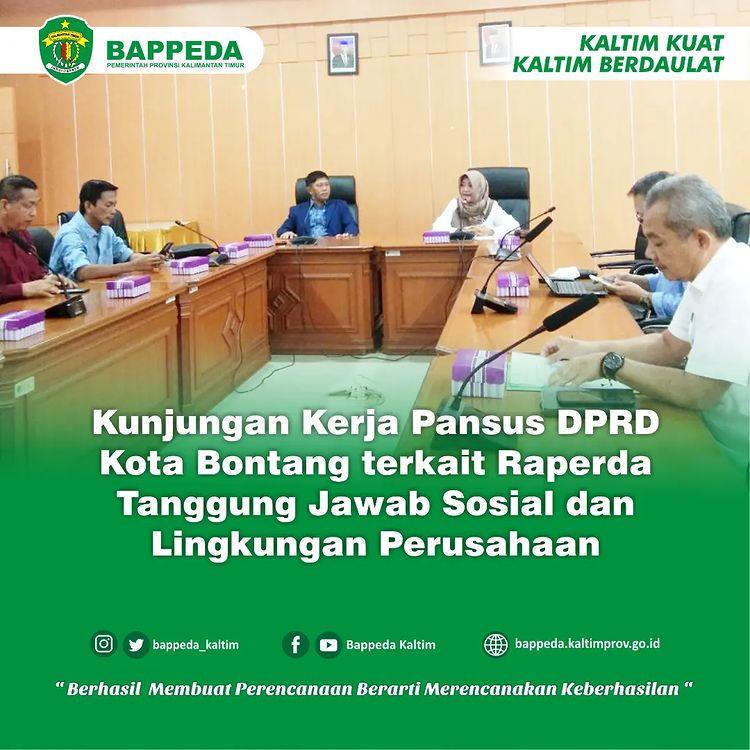 BAPPEDA
PEMERINTAH PROVINSI KALIMANTAN TIMUR
KALTIM KUAT
KALTIM BERDAULAT
Kunjungan Kerja Pansus DPRD
Kota Bontang terkait Raperda
Tanggung Jawab Sosial dan
Lingkungan Perusahaan
bappeda_kaltim
Bappeda Kaltim
bappeda.kaltimprov.go.id
“ Berhasil Membuat Perencanaan Berarti Merencanakan Keberhasilan “